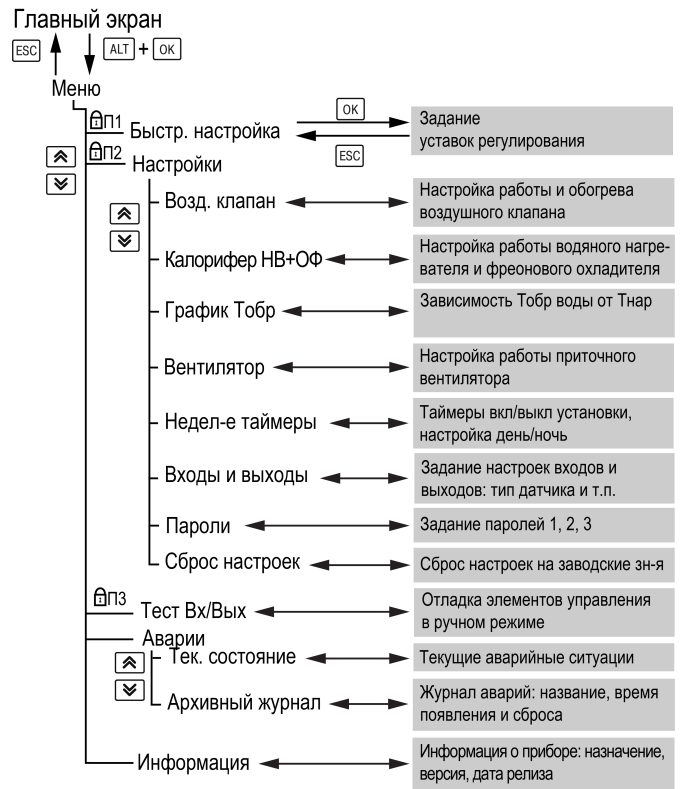 Главный экран
ESC ALT + OK
Меню
П1 Быстр. настройка OK ESC Задание
уставок регулирования
П2 Настройки
Возд. клапан Настройка работы и обогрева
воздушного клапана
Калорифер НВ+ОФ Настройка работы водяного нагре-
вателя и фреонового охладителя
График Тобр Зависимость Тобр воды от Тнар
Вентилятор Настройка работы приточного
вентилятора
Недел-е таймеры Таймеры вкл/выкл установки,
настройка день/ночь
Входы и выходы Задание настроек входов и
выходов: тип датчика и т.п.
Пароли Задание паролей 1, 2, 3
Сброс настроек Сброс настроек на заводские зн-я
П3 Тест Вх/Вых Отладка элементов управления
в ручном режиме
Аварии
Тек. состояние Текущие аварийные ситуации
Архивный журнал Журнал аварий: название, время
появления и сброса
Информация Информация о приборе: назначение,
версия, дата релиза